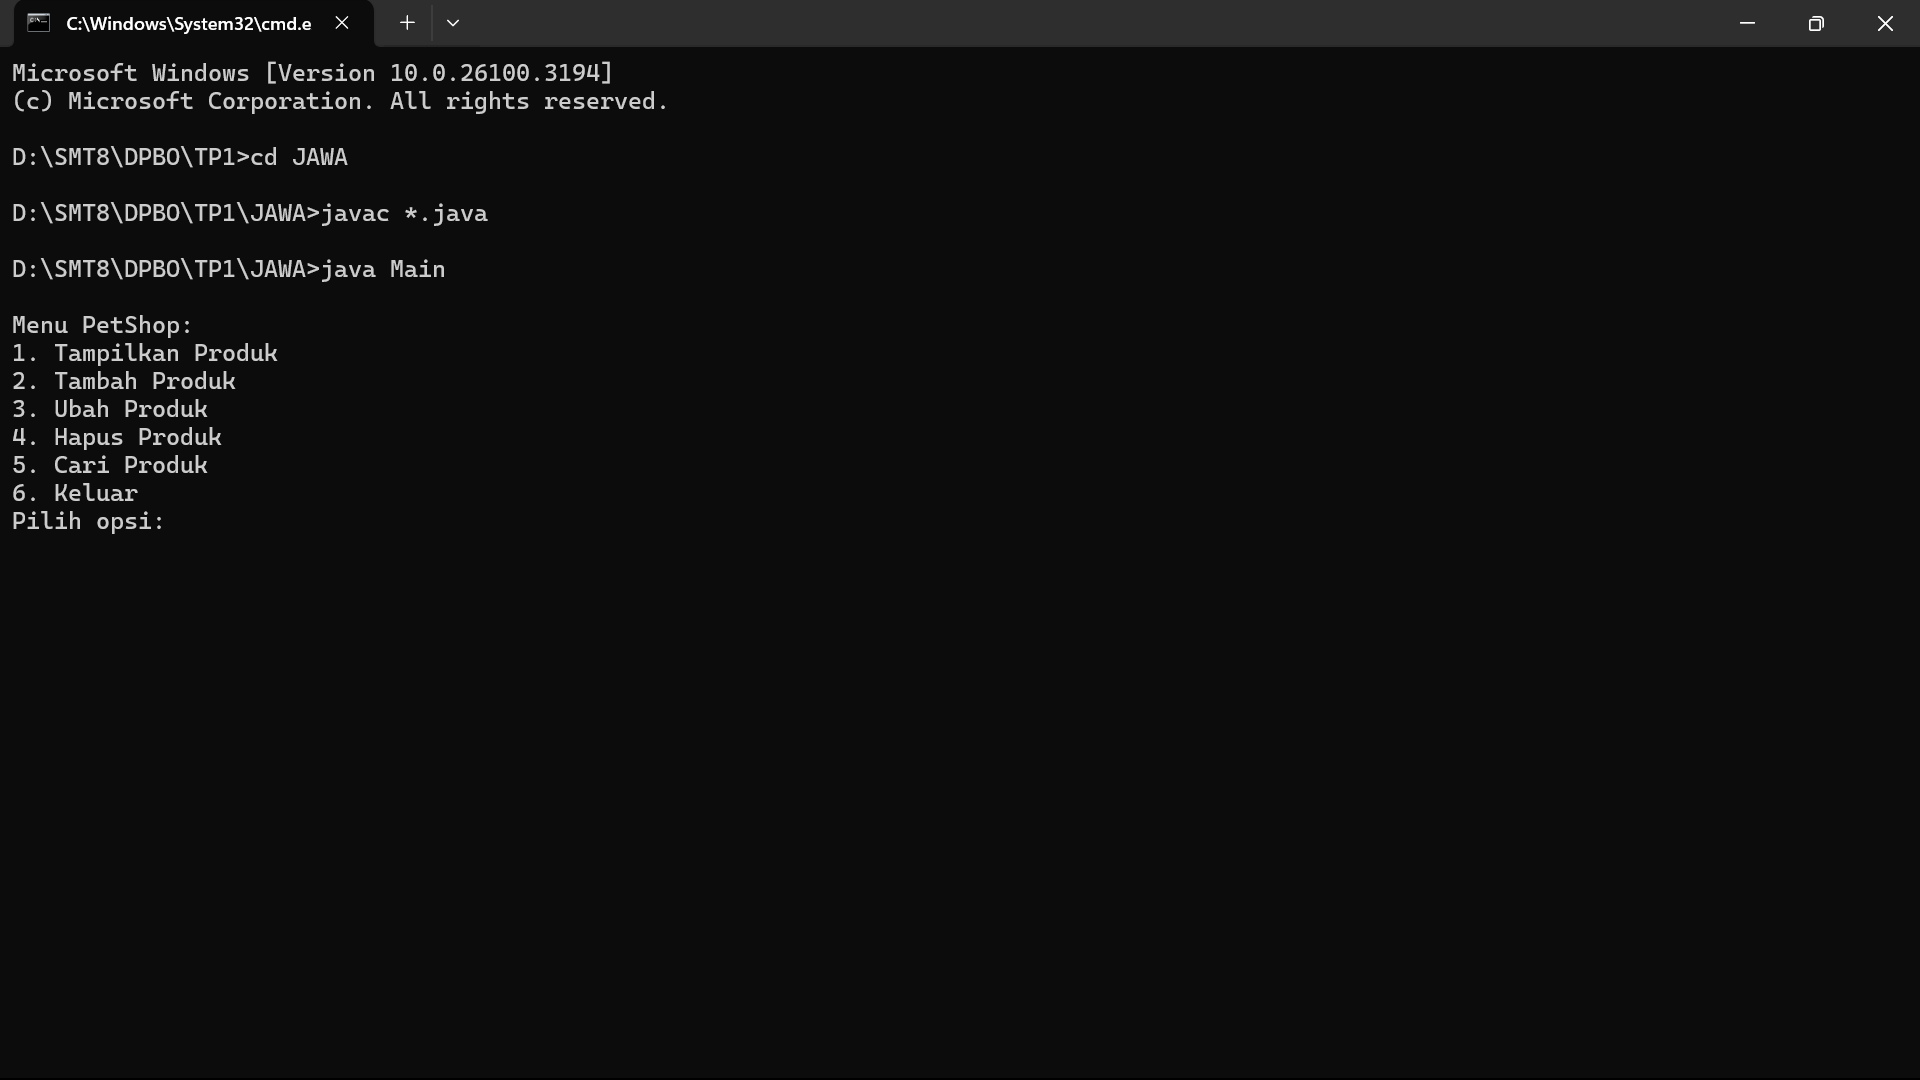 C:\Windows\System32\cmd.e
Microsoft Windows [Version 10.0.26100.3194]
(c) Microsoft Corporation. All rights reserved.
D:\SMT8\DPBO\TP1>cd JAWA
D:\SMT8\DPBO\TP1\JAWA>javac *.java
D:\SMT8\DPBO\TP1\JAWA>java Main
Menu PetShop:
1. Tampilkan Produk
2. Tambah Produk
3. Ubah Produk
4. Hapus Produk
5. Cari Produk
6. Keluar
Pilih opsi: